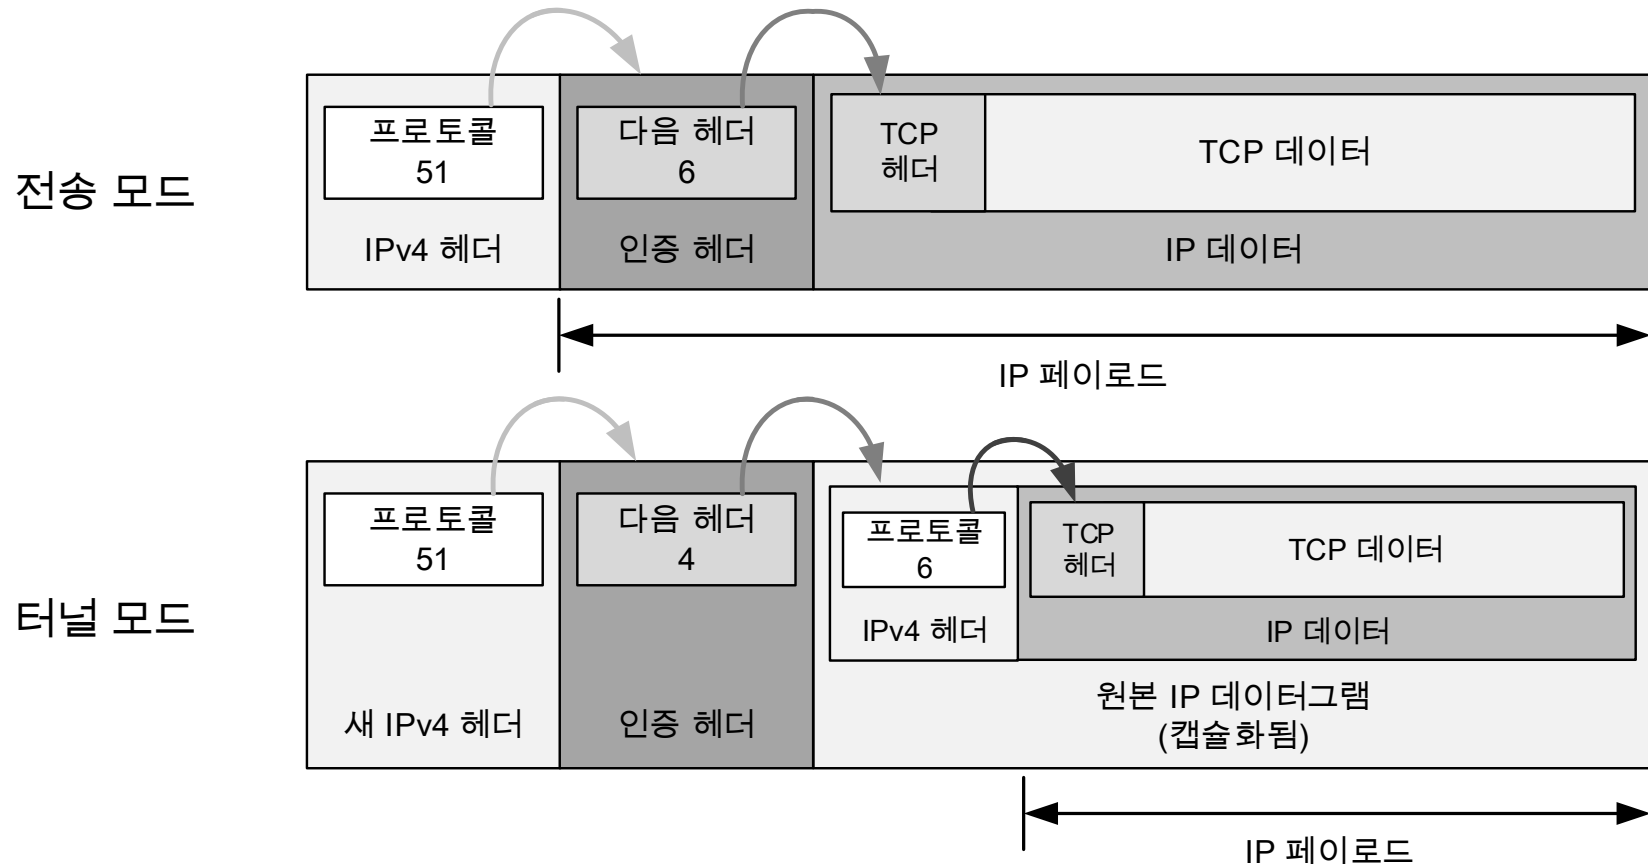 전송 모드
프로토콜
51
IPv4 헤더
다음 헤더
6
인증 헤더
TCP
헤더
TCP 데이터
IP 데이터
IP 페이로드
터널 모드
프로토콜
51
새 IPv4 헤더
다음 헤더
4
인증 헤더
프로토콜
6
IPv4 헤더
TCP
헤더
TCP 데이터
IP 데이터
원본 IP 데이터그램
(캡슐화됨)
IP 페이로드